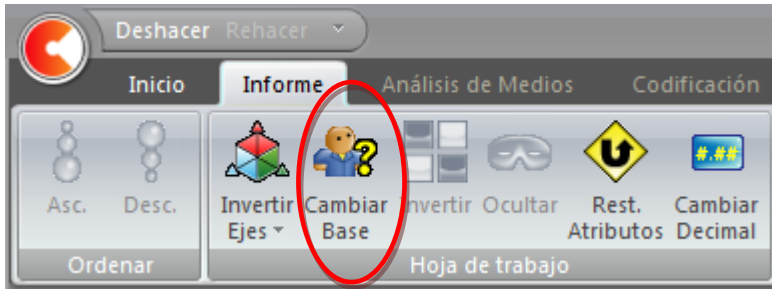 Deshacer Rehacer
Inicio Informe Análisis de Medios Codificación
Asc. Desc. Invertir Ejes Cambiar Base Invertir Ocultar Rest. Atributos #.## Cambiar Decimal
Ordenar Hoja de trabajo